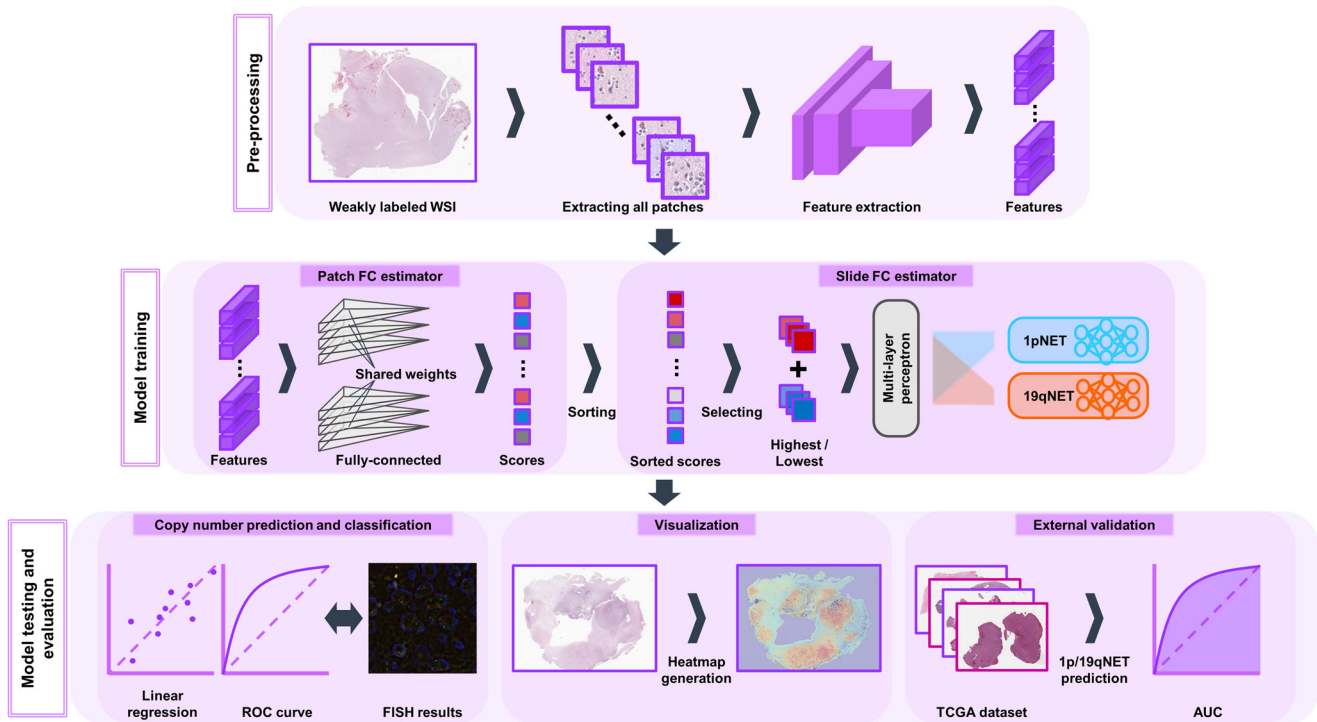 Pre-processing
Weakly labeled WSI
Extracting all patches
Feature extraction
Features
Model training
Patch FC estimator
Slide FC estimator
Shared weights
Sorting
Selecting
Features
Fully-connected
Scores
Sorted scores
Highest /
Lowest
Multi-layer
perceptron
1pNET
19qNET
Model testing and
evaluation
Copy number prediction and classification
Visualization
External validation
Linear
regression
ROC curve
FISH results
Heatmap
generation
TCGA dataset
1p/19qNET
prediction
AUC